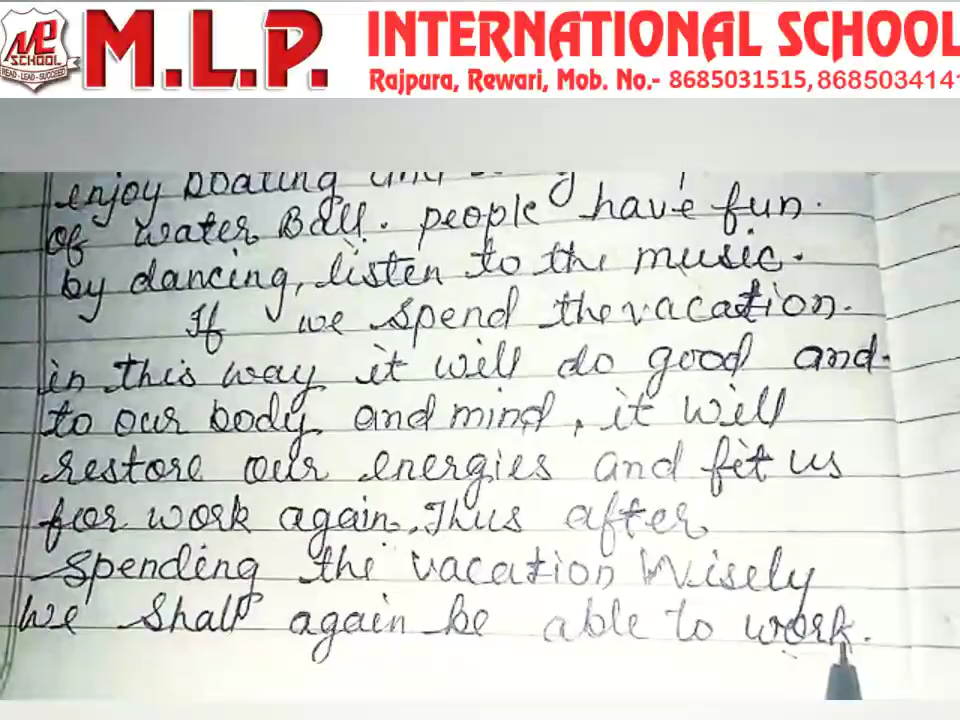 MLP
SCHOOL
READ - LEAD - SUCCEED
M.L.P. INTERNATIONAL SCHOOL
Rajpura, Rewari, Mob. No.- 8685031515, 868503414
enjoy boating and
of water Ball. people have fun.
by dancing, listen to the music.
If we spend the vacation.
in this way it will do good and.
to our body and mind, it will
restore our energies and fit us
for work again. Thus after
spending the vacation Wisely
We shall again be able to work.